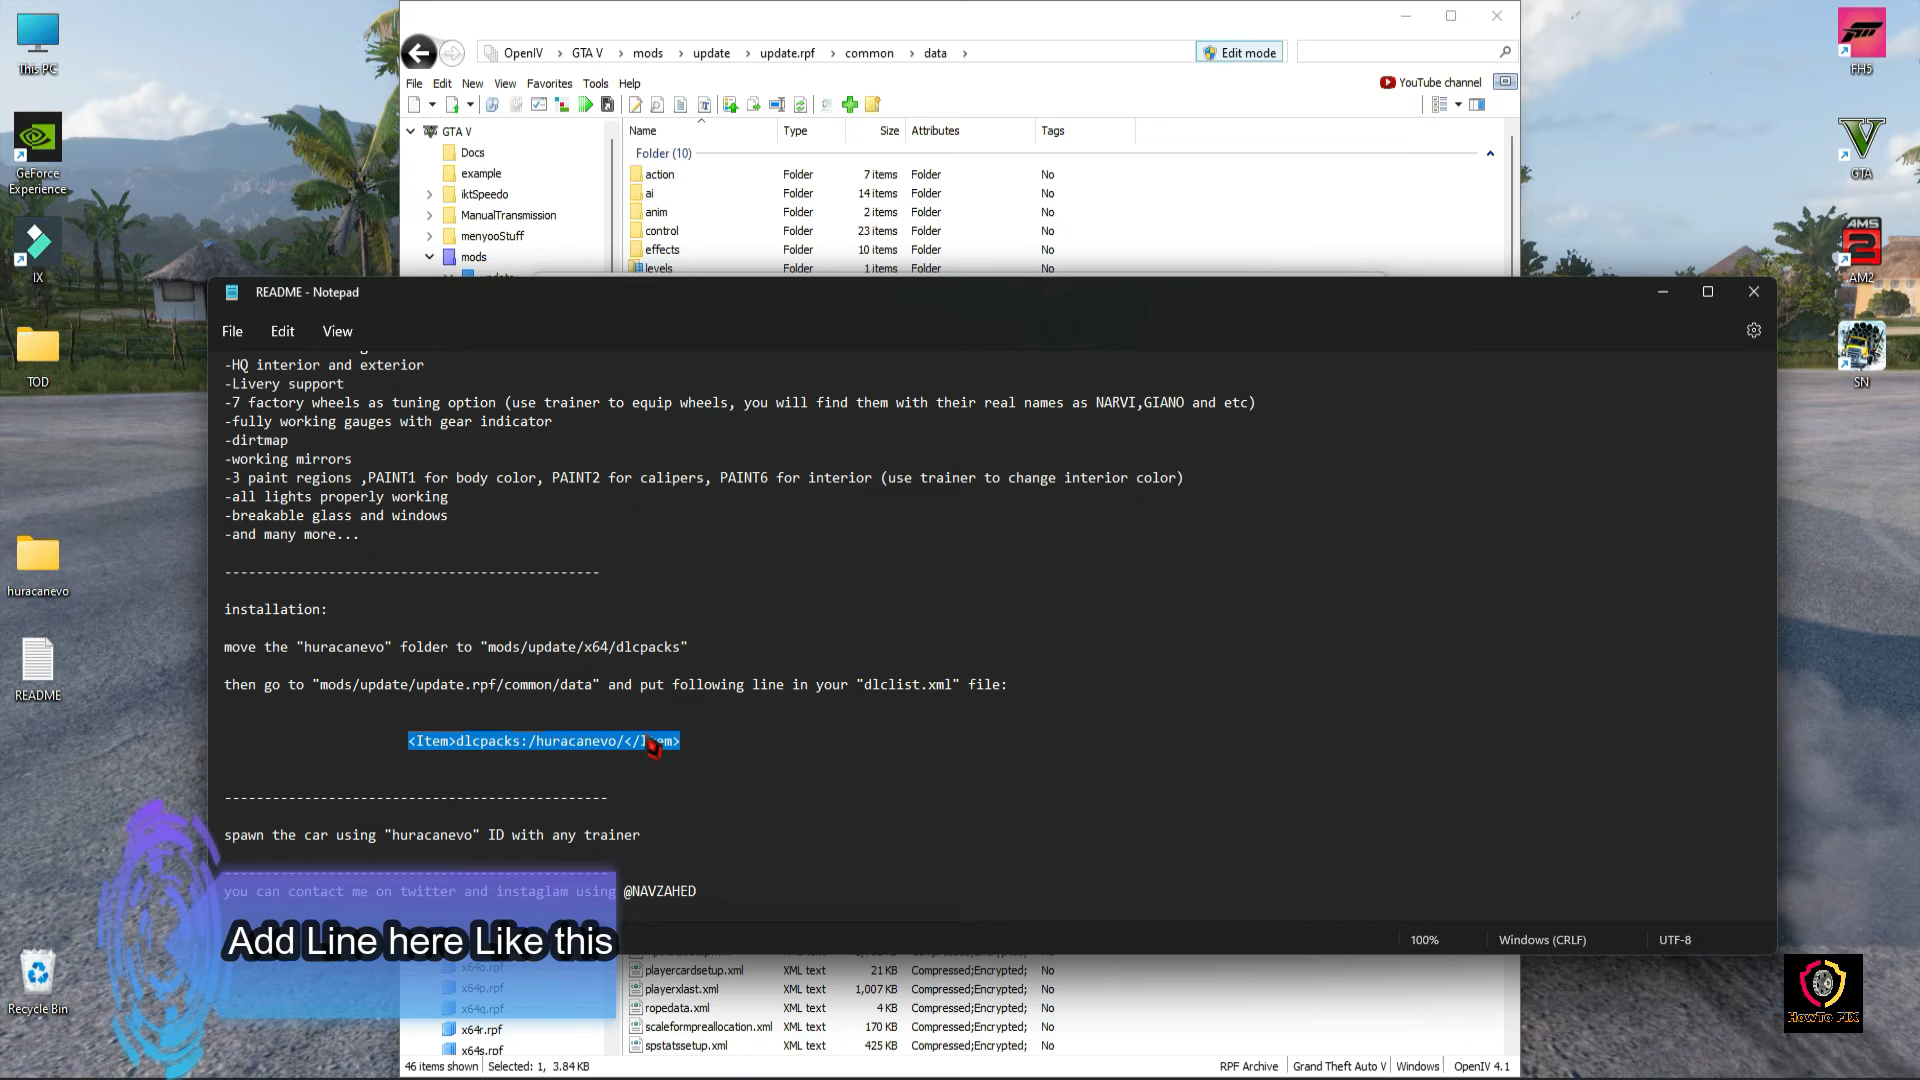 This PC
GeForce
Experience
IX
TOD
huracanevo
README
Recycle Bin
FH5
GTA
AM2
SN
OpenIV > GTA V > mods > update > update.rpf > common > data >
Edit mode
File Edit New View Favorites Tools Help
YouTube channel
GTA V
Docs
example
iktSpeedo
ManualTransmission
menyooStuff
mods
Name Type Size Attributes Tags
Folder (10)
action Folder 7 items Folder No
ai Folder 14 items Folder No
anim Folder 2 items Folder No
control Folder 23 items Folder No
effects Folder 10 items Folder No
levels Folder 1 items Folder No
README - Notepad
File Edit View
-HQ interior and exterior
-Livery support
-7 factory wheels as tuning option (use trainer to equip wheels, you will find them with their real names as NARVI,GIANO and etc)
-fully working gauges with gear indicator
-dirtmap
-working mirrors
-3 paint regions ,PAINT1 for body color, PAINT2 for calipers, PAINT6 for interior (use trainer to change interior color)
-all lights properly working
-breakable glass and windows
-and many more...
-----------------------------------------------
installation:
move the "huracanevo" folder to "mods/update/x64/dlcpacks"
then go to "mods/update/update.rpf/common/data" and put following line in your "dlclist.xml" file:
<Item>dlcpacks:/huracanevo/</Item>
------------------------------------------------
spawn the car using "huracanevo" ID with any trainer
------------------------------------------------
you can contact me on twitter and instaglam using @NAVZAHED
Add Line here Like this
100% Windows (CRLF) UTF-8
x64o.rpf
x64p.rpf
x64q.rpf
x64r.rpf
x64s.rpf
playercardsetup.xml XML text 21 KB Compressed;Encrypted; No
playerxlast.xml XML text 1,007 KB Compressed;Encrypted; No
ropedata.xml XML text 4 KB Compressed;Encrypted; No
scaleformpreallocation.xml XML text 170 KB Compressed;Encrypted; No
spstatssetup.xml XML text 425 KB Compressed;Encrypted; No
46 items shown Selected: 1, 3.84 KB
RPF Archive Grand Theft Auto V Windows OpenIV 4.1
HowTo FIX